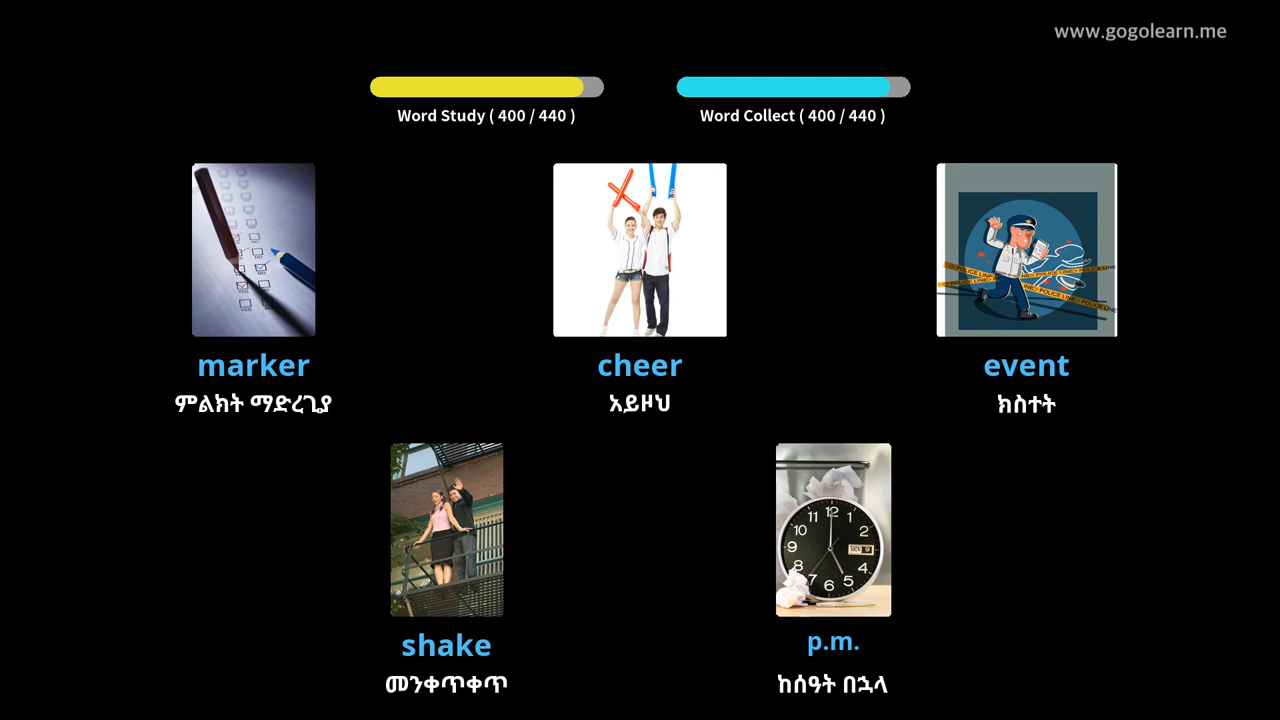 www.gogolearn.me
Word Study ( 400 / 440 )
Word Collect ( 400 / 440 )
marker
ምልክት ማድረጊያ
cheer
አይዞህ
event
ክስተት
shake
መንቀጥቀጥ
p.m.
ከሰዓት በኋላ